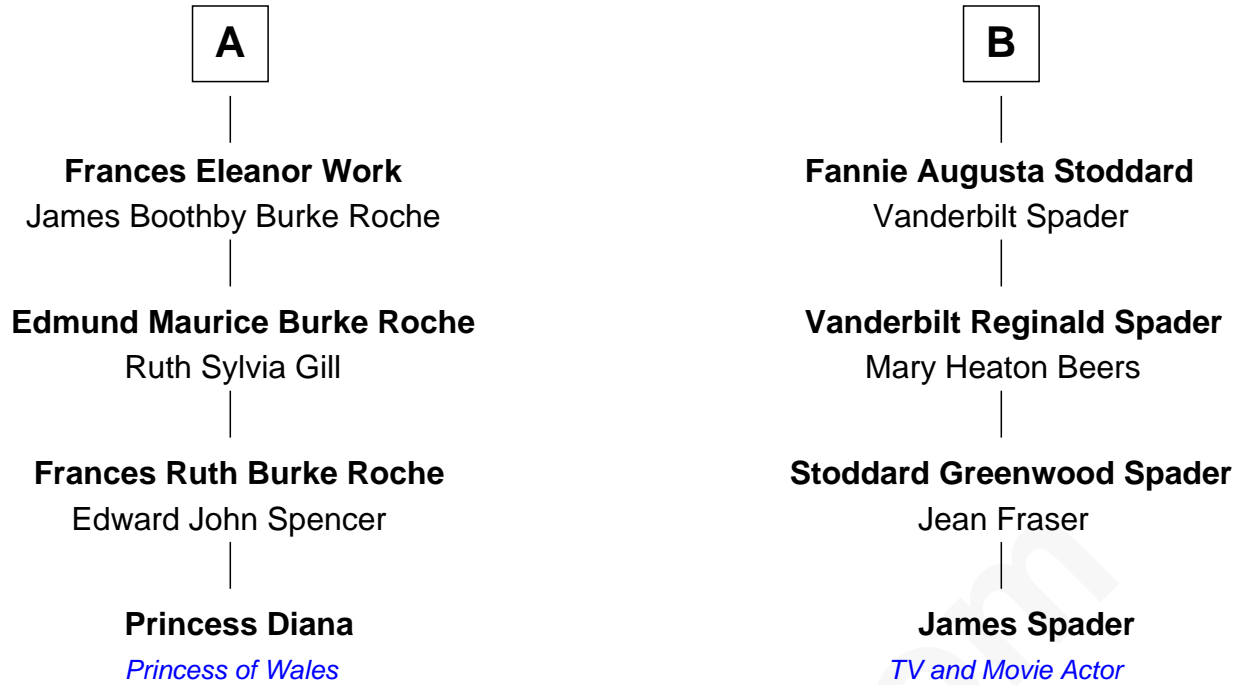 A
Frances Eleanor Work
James Boothby Burke Roche
Edmund Maurice Burke Roche
Ruth Sylvia Gill
Frances Ruth Burke Roche
Edward John Spencer
Princess Diana
Princess of Wales
B
Fannie Augusta Stoddard
Vanderbilt Spader
Vanderbilt Reginald Spader
Mary Heaton Beers
Stoddard Greenwood Spader
Jean Fraser
James Spader
TV and Movie Actor